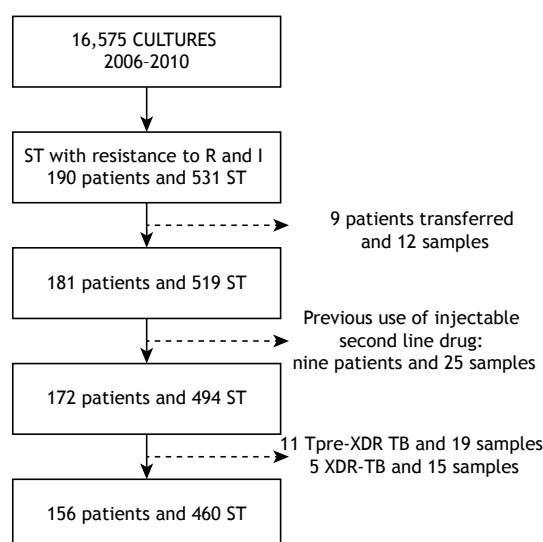 16,575 CULTURES
2006-2010
ST with resistance to R and I
190 patients and 531 ST
9 patients transferred
and 12 samples
181 patients and 519 ST
Previous use of injectable
second line drug:
nine patients and 25 samples
172 patients and 494 ST
11 Tpre-XDR TB and 19 samples
5 XDR-TB and 15 samples
156 patients and 460 ST